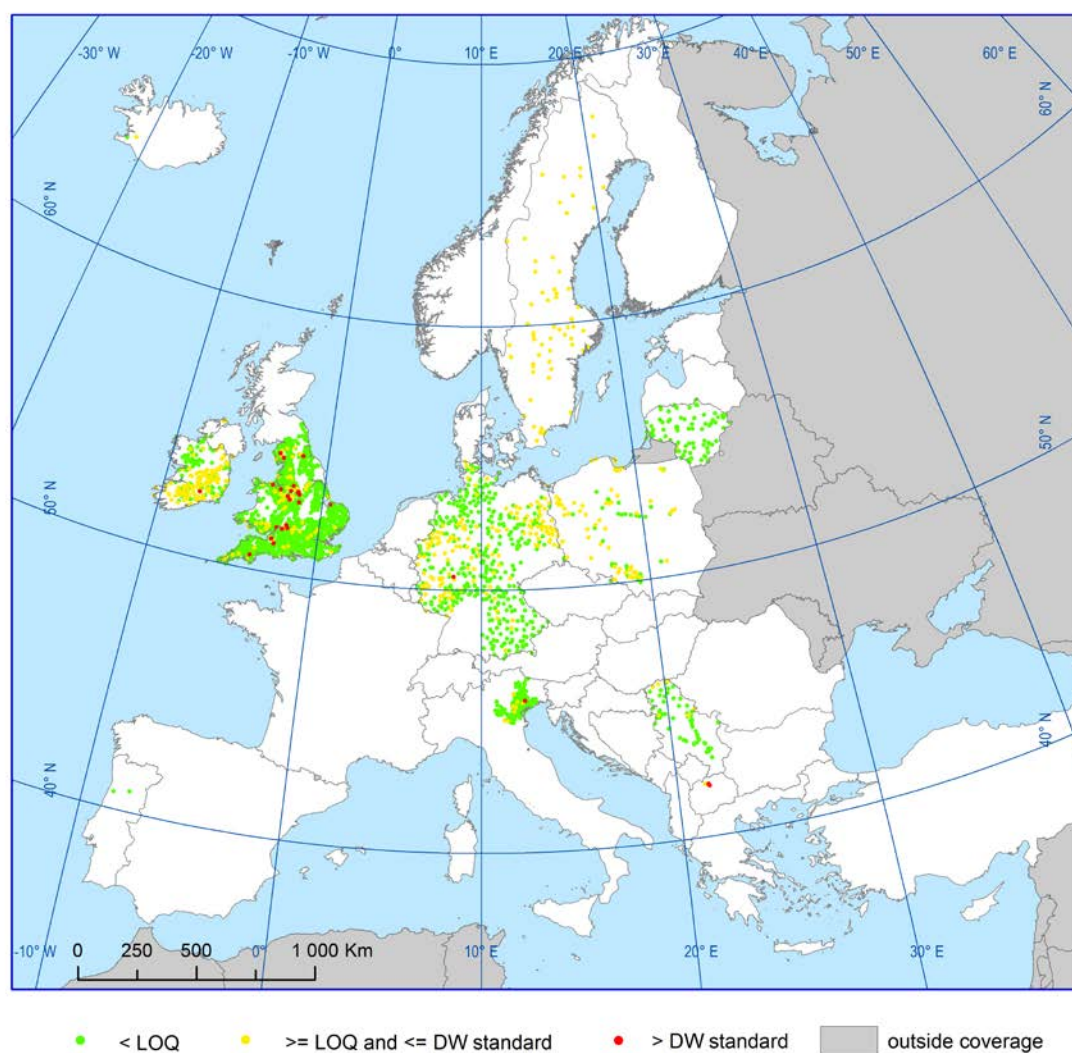 -30° W
-20° W
-10° W
0°
10° E
20° E
30° E
40° E
50° E
60° E
60° N
60° N
50° N
50° N
40° N
40° N
0 250 500 1 000 Km
-10° W
0°
10° E
20° E
30° E
< LOQ
>= LOQ and <= DW standard
> DW standard
outside coverage